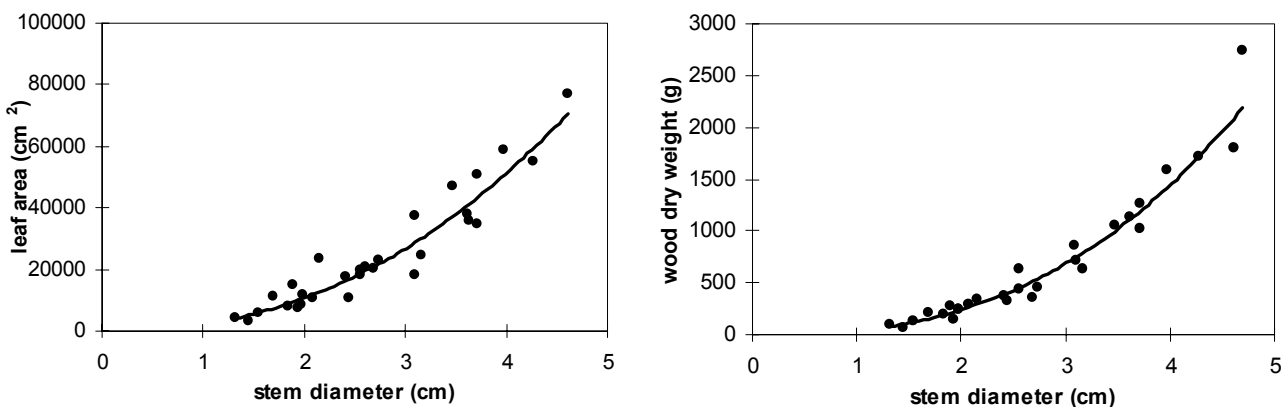 100000
80000
60000
40000
20000
0
leaf area (cm 2)
0 1 2 3 4 5
stem diameter (cm)
3000
2500
2000
1500
1000
500
0
wood dry weight (g)
0 1 2 3 4 5
stem diameter (cm)